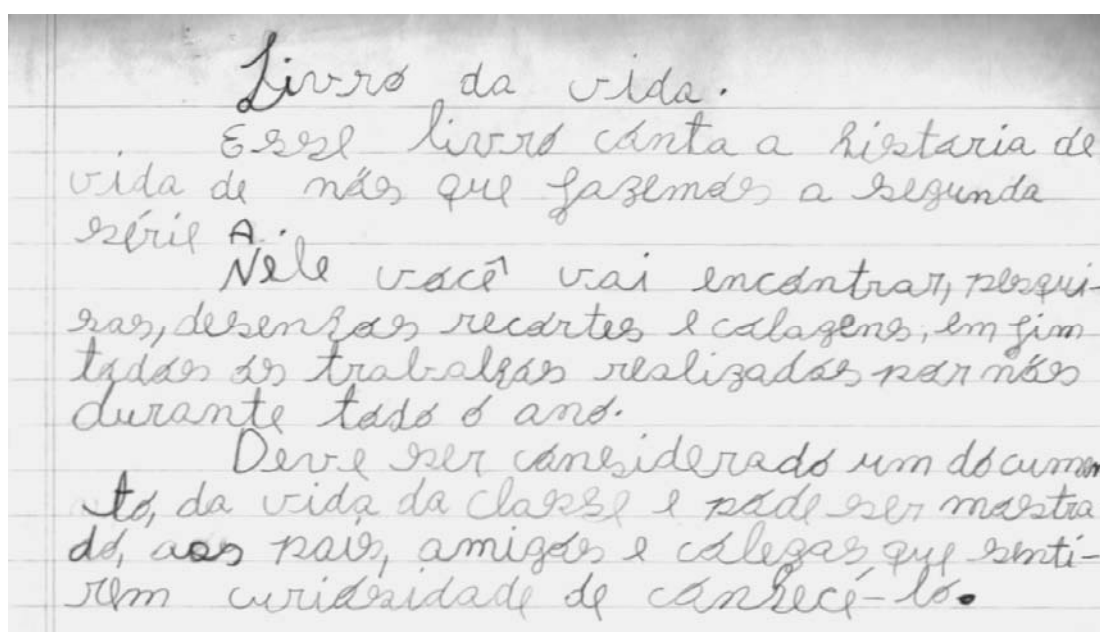 Livro da vida.
Esse livro conta a historia de
vida de nós que fazemos a segunda
série A.
Nele você vai encontrar, pesqui-
sas, desenhos recortes e colagens, em fim
todos os trabalhos realizados por nós
durante todo o ano.
Deve ser considerado um documen
to, da vida da classe e pode ser mostra
do, aos pais, amigos e colegas que senti-
rem curiosidade de conhecé-lo.